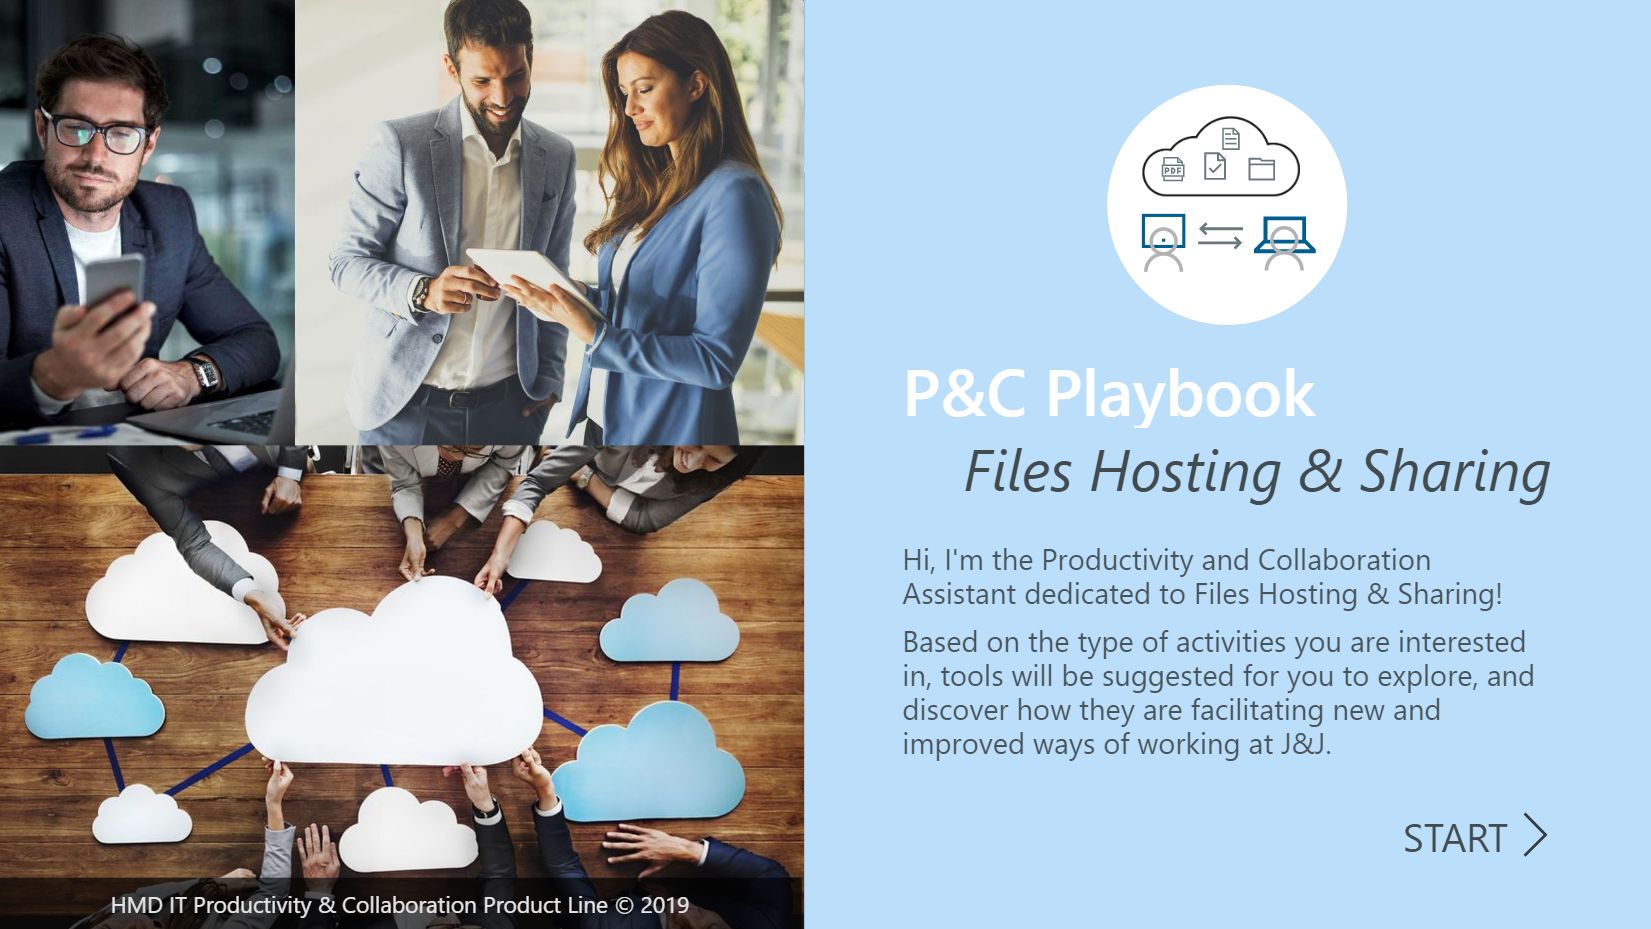 PDF
P&C Playbook
Files Hosting & Sharing
Hi, I'm the Productivity and Collaboration
Assistant dedicated to Files Hosting & Sharing!
Based on the type of activities you are interested
in, tools will be suggested for you to explore, and
discover how they are facilitating new and
improved ways of working at J&J.
START
HMD IT Productivity & Collaboration Product Line © 2019